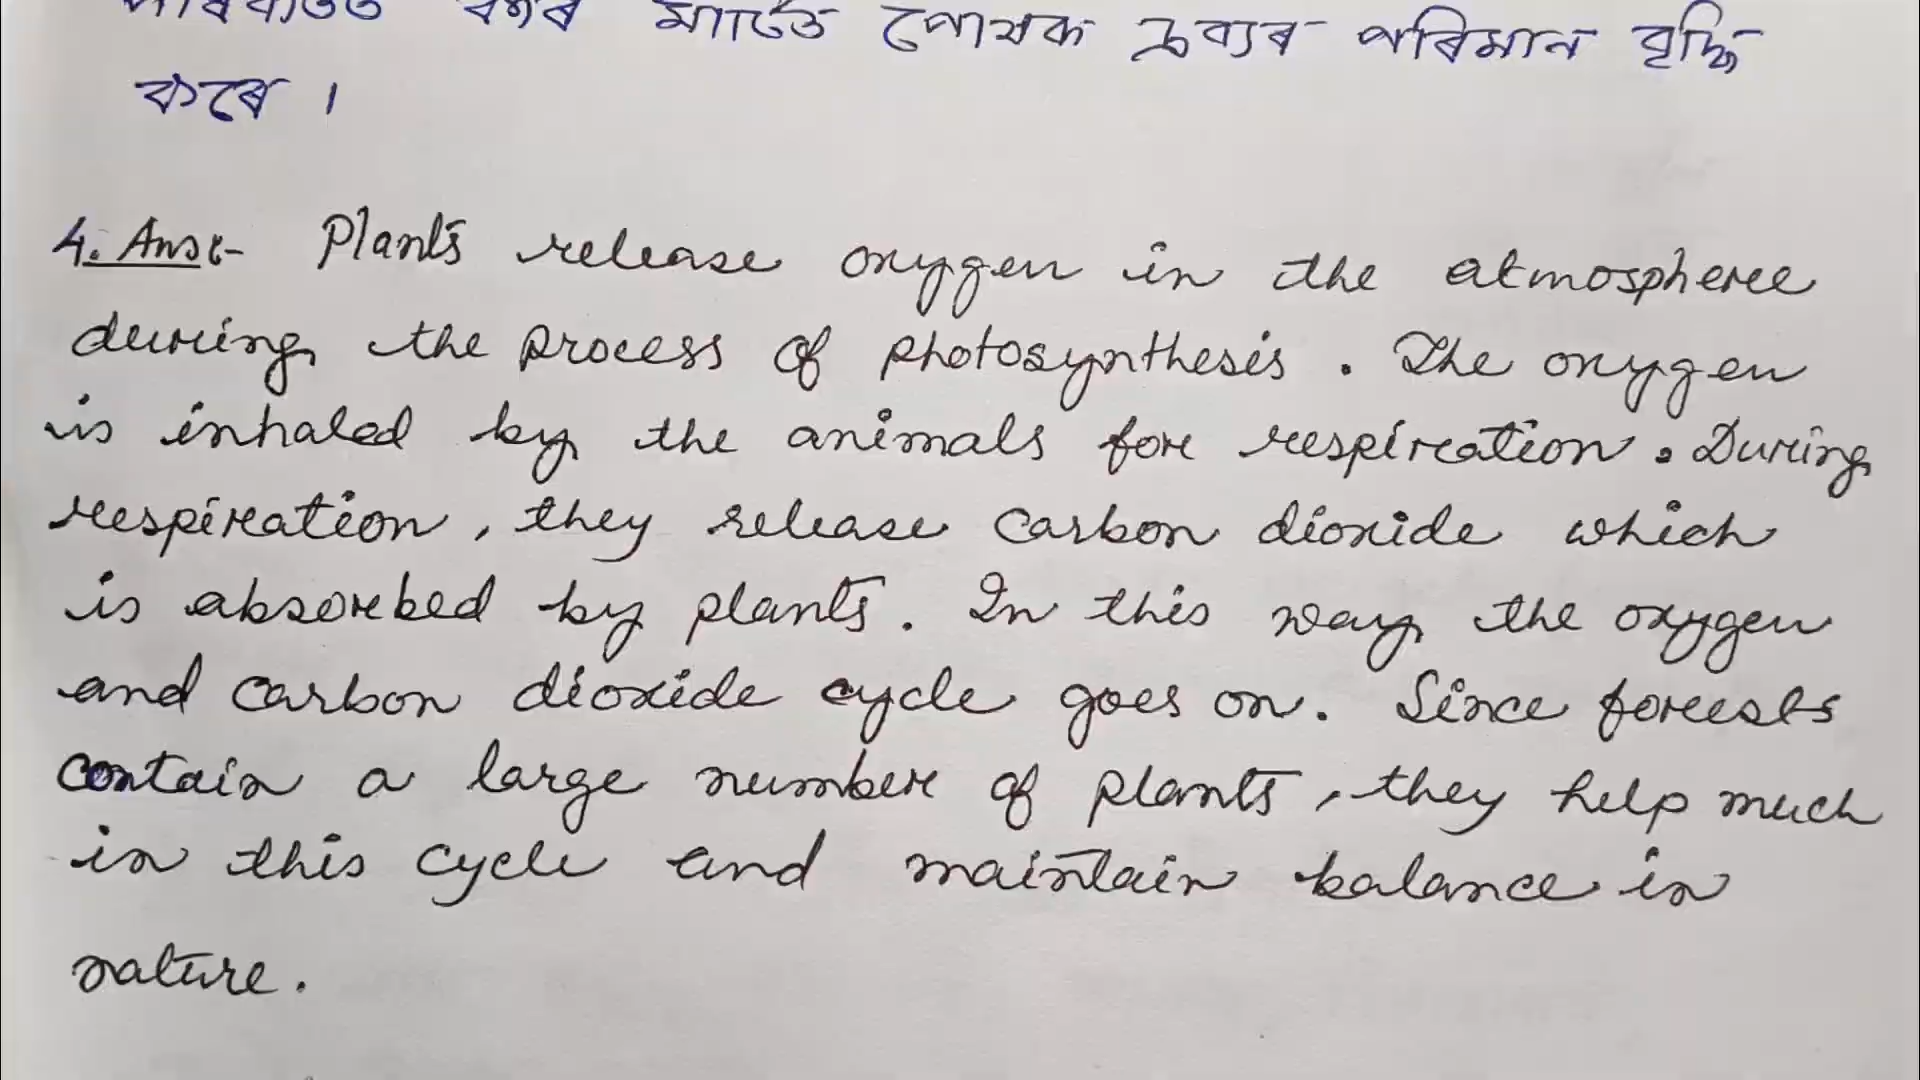 মাটিত পোষক দ্ৰব্যৰ পৰিমান বৃদ্ধি
কৰে ।
4. Ans:- Plants release oxygen in the atmosphere
during the process of photosynthesis. The oxygen
is inhaled by the animals for respiration. During
respiration, they release carbon dioxide which
is absorbed by plants. In this way the oxygen
and carbon dioxide cycle goes on. Since forests
contain a large number of plants, they help much
in this cycle and maintain balance in
nature.